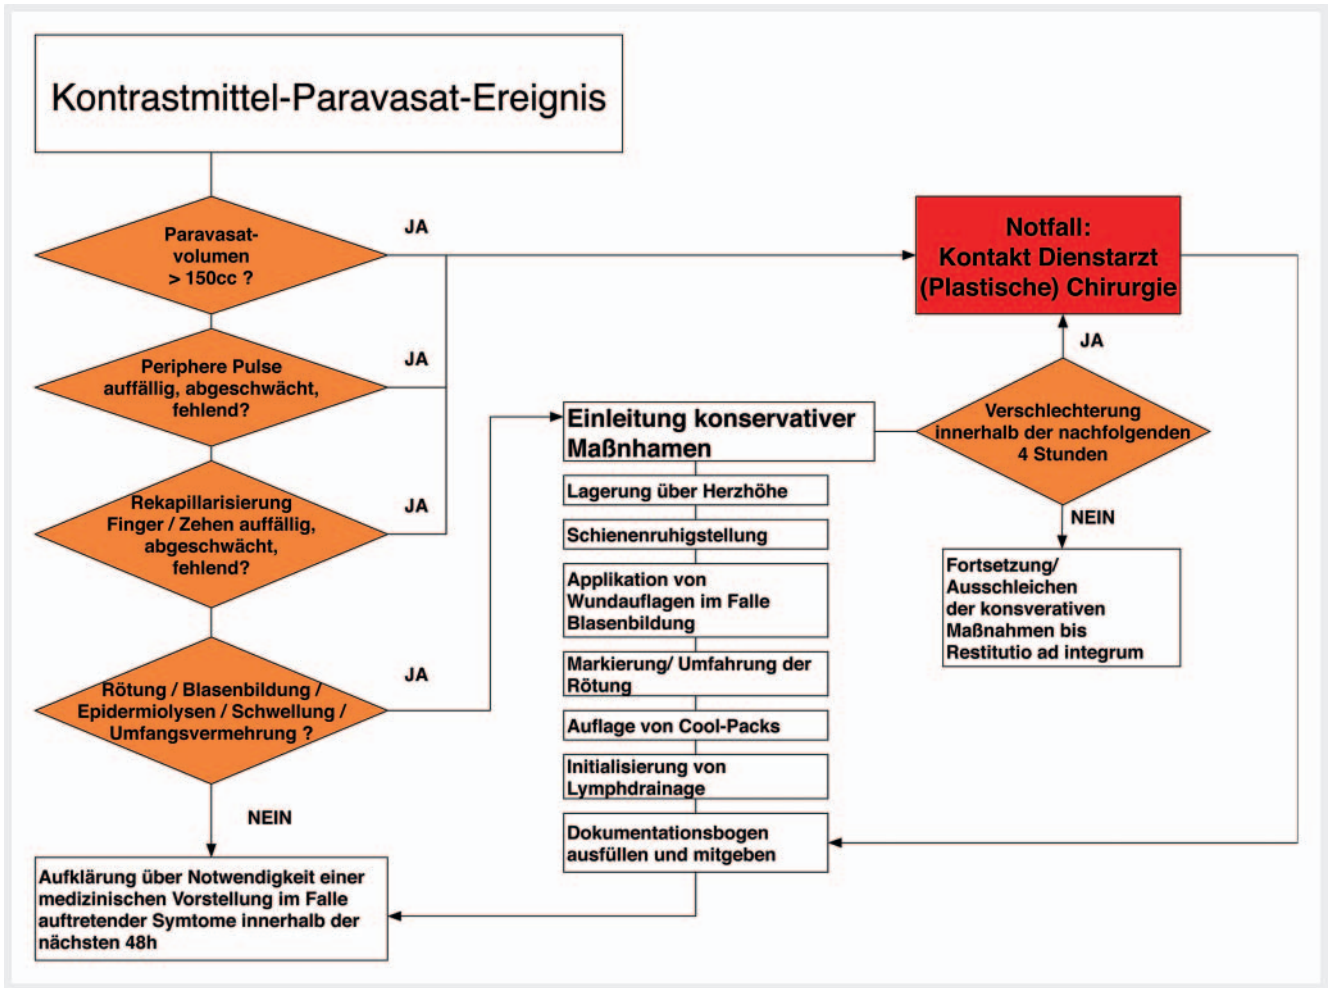 Kontrastmittel-Paravasat-Ereignis
Paravasat-
volumen
> 150cc ?
JA
Periphere Pulse
auffällig, abgeschwächt,
fehlend?
JA
Rekapillarisierung
Finger / Zehen auffällig,
abgeschwächt,
fehlend?
JA
Rötung / Blasenbildung /
Epidermiolysen / Schwellung /
Umfangsvermehrung ?
JA
NEIN
Aufklärung über Notwendigkeit einer
medizinischen Vorstellung im Falle
auftretender Symtome innerhalb der
nächsten 48h
Einleitung konservativer
Maßnhamen
Lagerung über Herzhöhe
Schienenruhigstellung
Applikation von
Wundauflagen im Falle
Blasenbildung
Markierung/ Umfahrung der
Rötung
Auflage von Cool-Packs
Initialisierung von
Lymphdrainage
Dokumentationsbogen
ausfüllen und mitgeben
Notfall:
Kontakt Dienstarzt
(Plastische) Chirurgie
JA
Verschlechterung
innerhalb der nachfolgenden
4 Stunden
NEIN
Fortsetzung/
Ausschleichen
der konsverativen
Maßnahmen bis
Restitutio ad integrum